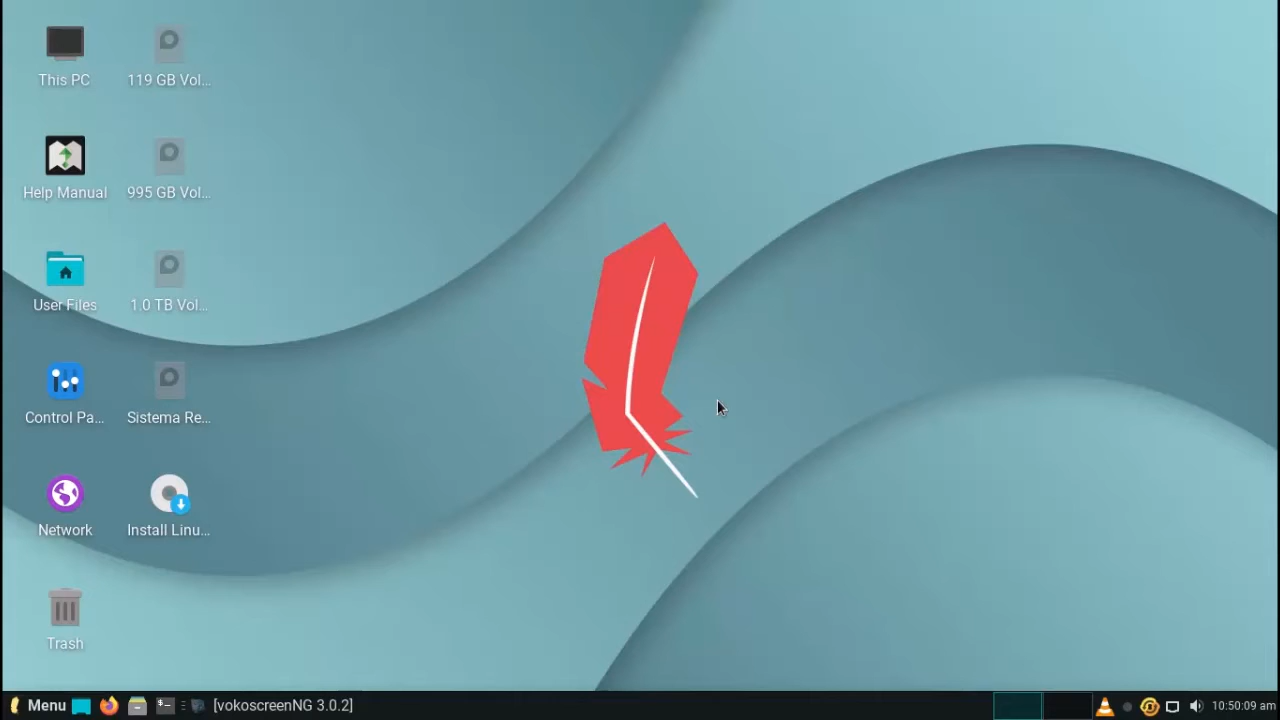 This PC
119 GB Vol...
Help Manual
995 GB Vol...
User Files
1.0 TB Vol...
Control Pa...
Sistema Re...
Network
Install Linu...
Trash
Menu
[vokoscreenNG 3.0.2]
10:50:09 am